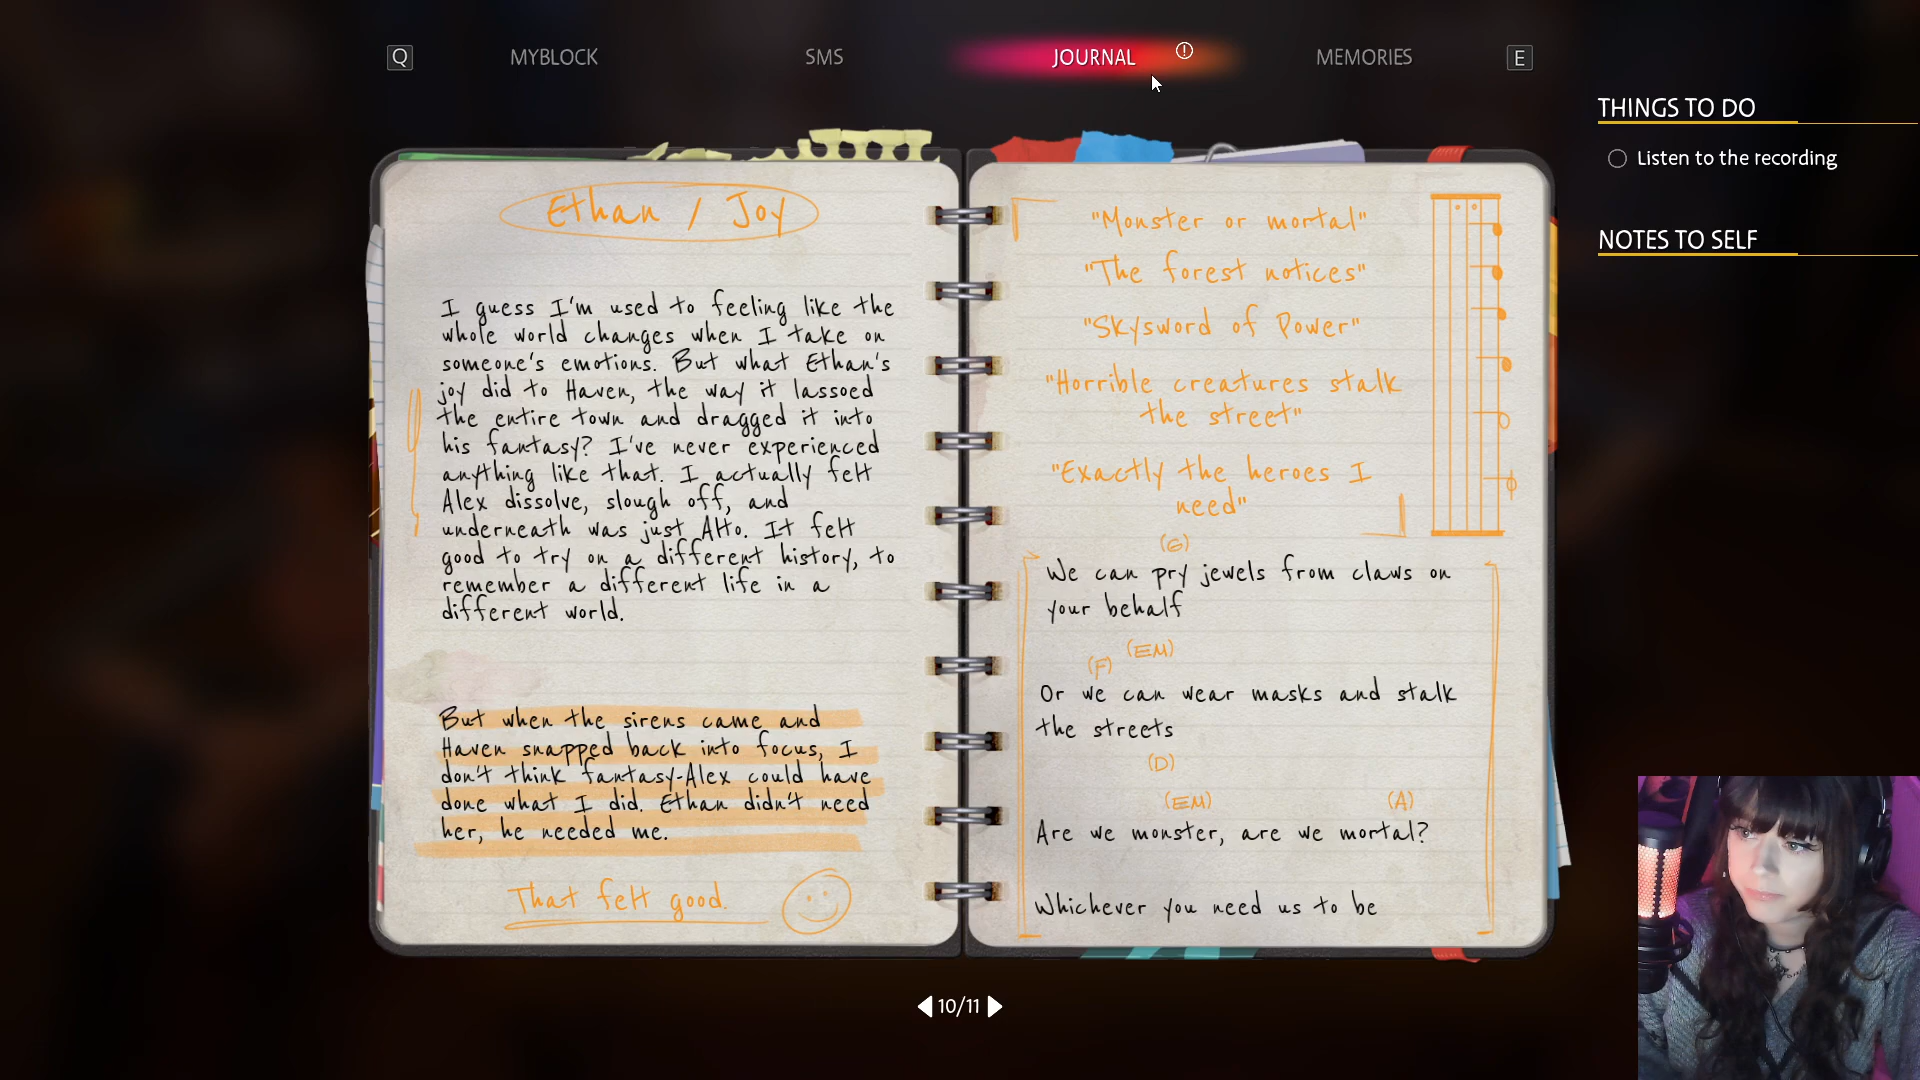 Q
MYBLOCK
SMS
JOURNAL
MEMORIES
E
THINGS TO DO
Listen to the recording
NOTES TO SELF
Ethan / Joy
I guess I'm used to feeling like the
whole world changes when I take on
someone's emotions. But what Ethan's
joy did to Haven, the way it lassoed
the entire town and dragged it into
his fantasy? I've never experienced
anything like that. I actually felt
Alex dissolve, slough off, and
underneath was just Alto. It felt
good to try on a different history, to
remember a different life in a
different world.
But when the sirens came and
Haven snapped back into focus, I
don't think fantasy-Alex could have
done what I did. Ethan didn't need
her, he needed me.
That felt good.
"Monster or mortal"
"The forest notices"
"Skysword of Power"
"Horrible creatures stalk
the street"
"Exactly the heroes I
need"
(G)
We can pry jewels from claws on
your behalf
(F) (EM)
Or we can wear masks and stalk
the streets
(D)
(EM) (A)
Are we monster, are we mortal?
Whichever you need us to be
10/11